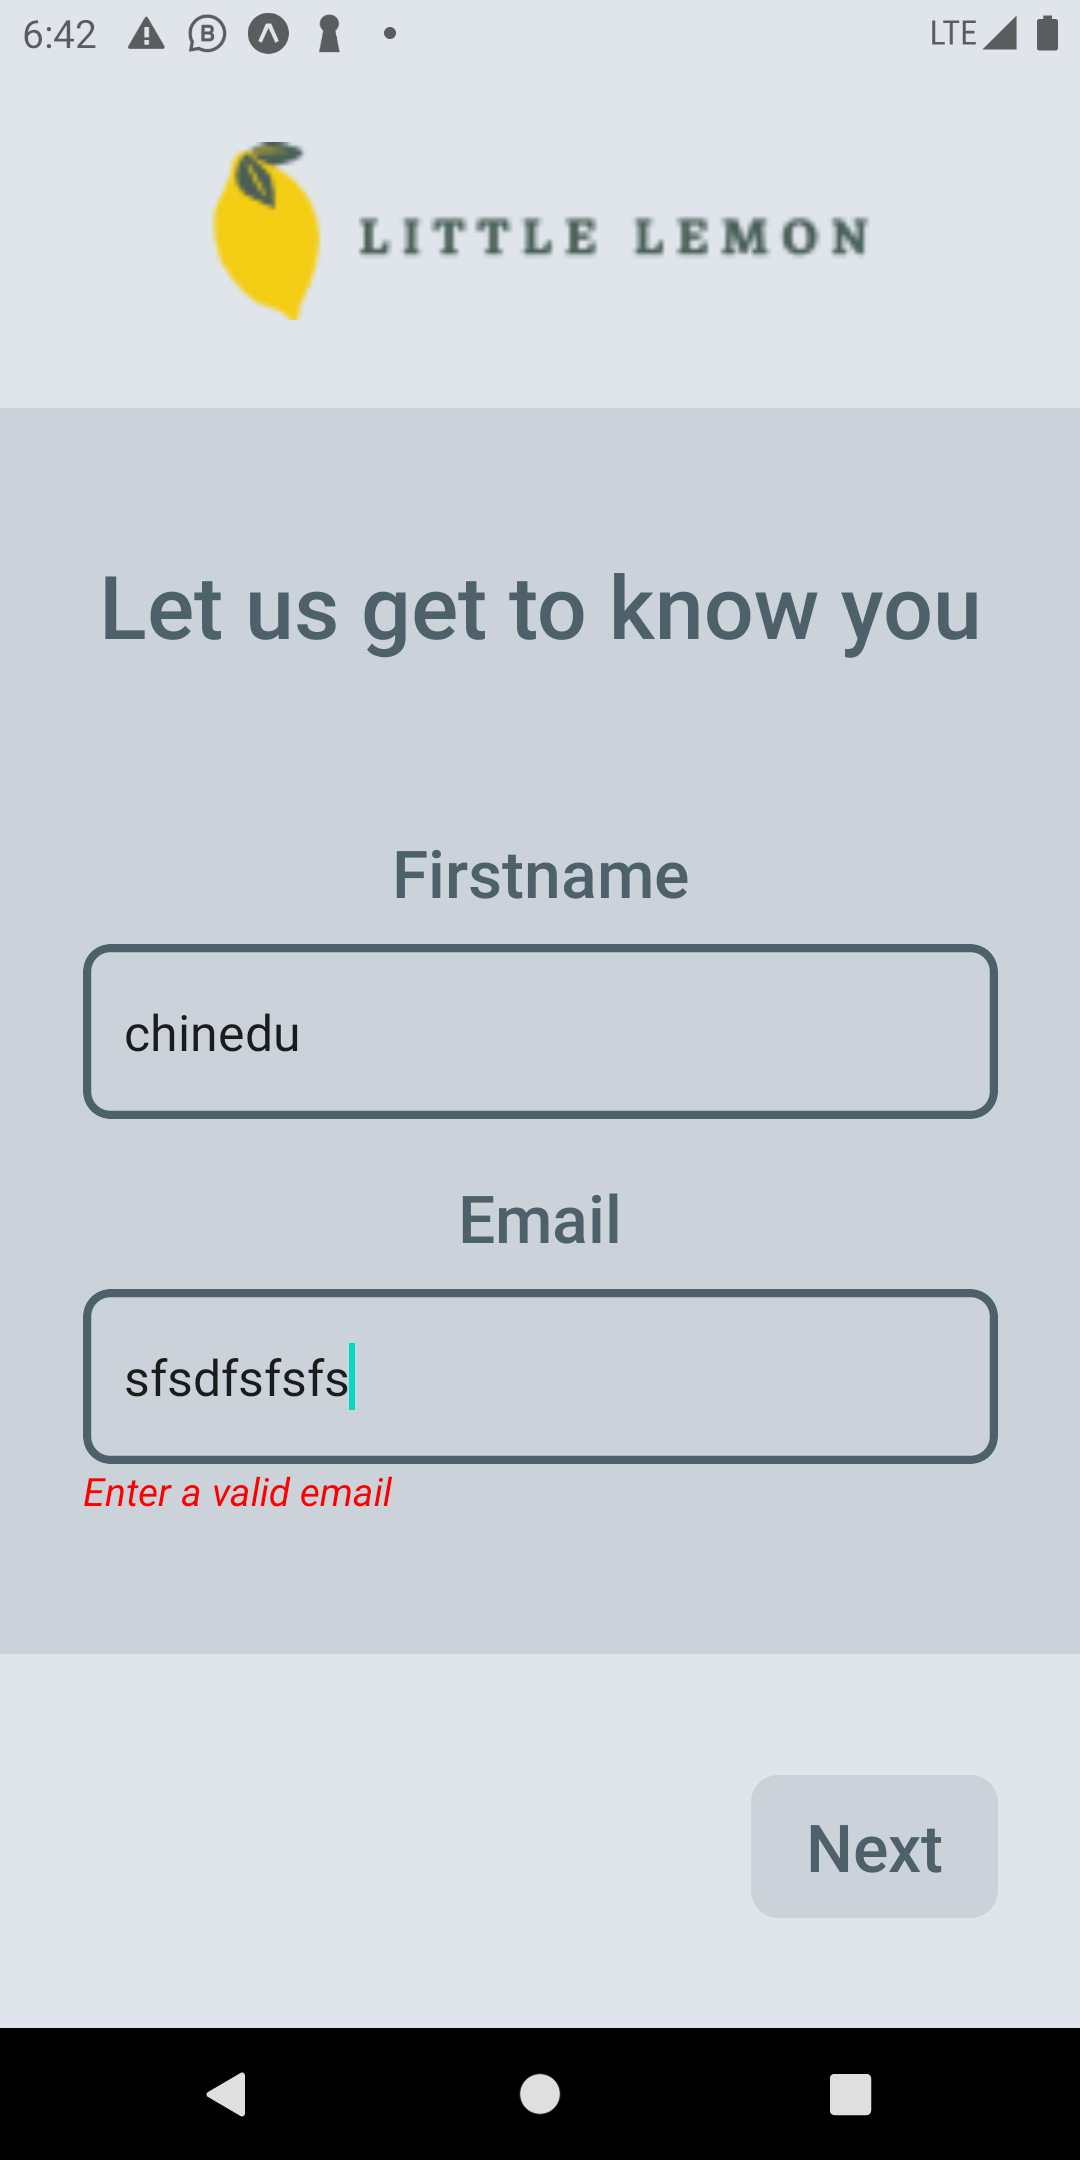 6:42
LTE
LITTLE LEMON
Let us get to know you
Firstname
chinedu
Email
sfsdfsfsfs
Enter a valid email
Next